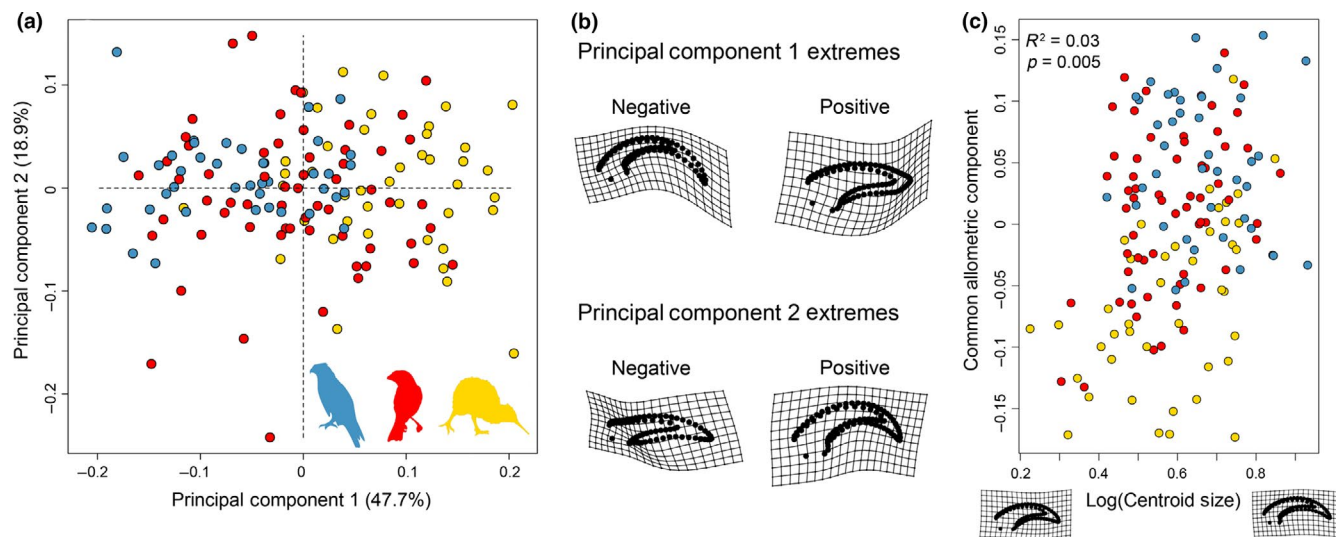 (a)
Principal component 2 (18.9%)
0.1
0
−0.1
−0.2
−0.2
−0.1
0
0.1
0.2
Principal component 1 (47.7%)
(b)
Principal component 1 extremes
Negative
Positive
Principal component 2 extremes
Negative
Positive
(c)
R² = 0.03
p = 0.005
Common allometric component
0.15
0.10
0.05
0
−0.05
−0.1
−0.15
0.2
0.4
0.6
0.8
Log(Centroid size)